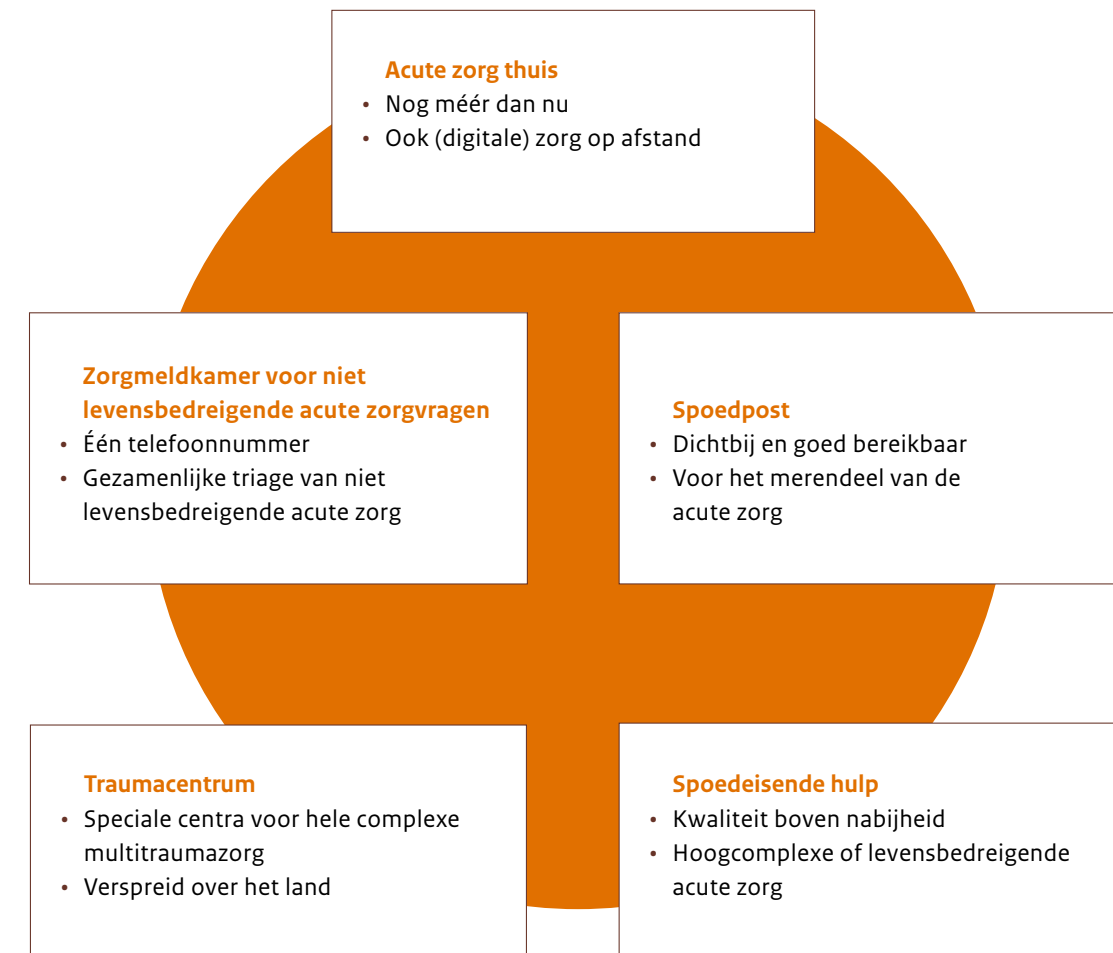 Acute zorg thuis
• Nog méér dan nu
• Ook (digitale) zorg op afstand
Zorgmeldkamer voor niet
levensbedreigende acute zorgvragen
• Één telefoonnummer
• Gezamenlijke triage van niet
levensbedreigende acute zorg
Spoedpost
• Dichtbij en goed bereikbaar
• Voor het merendeel van de
acute zorg
Traumacentrum
• Speciale centra voor hele complexe
multitraumazorg
• Verspreid over het land
Spoedeisende hulp
• Kwaliteit boven nabijheid
• Hoogcomplexe of levensbedreigende
acute zorg